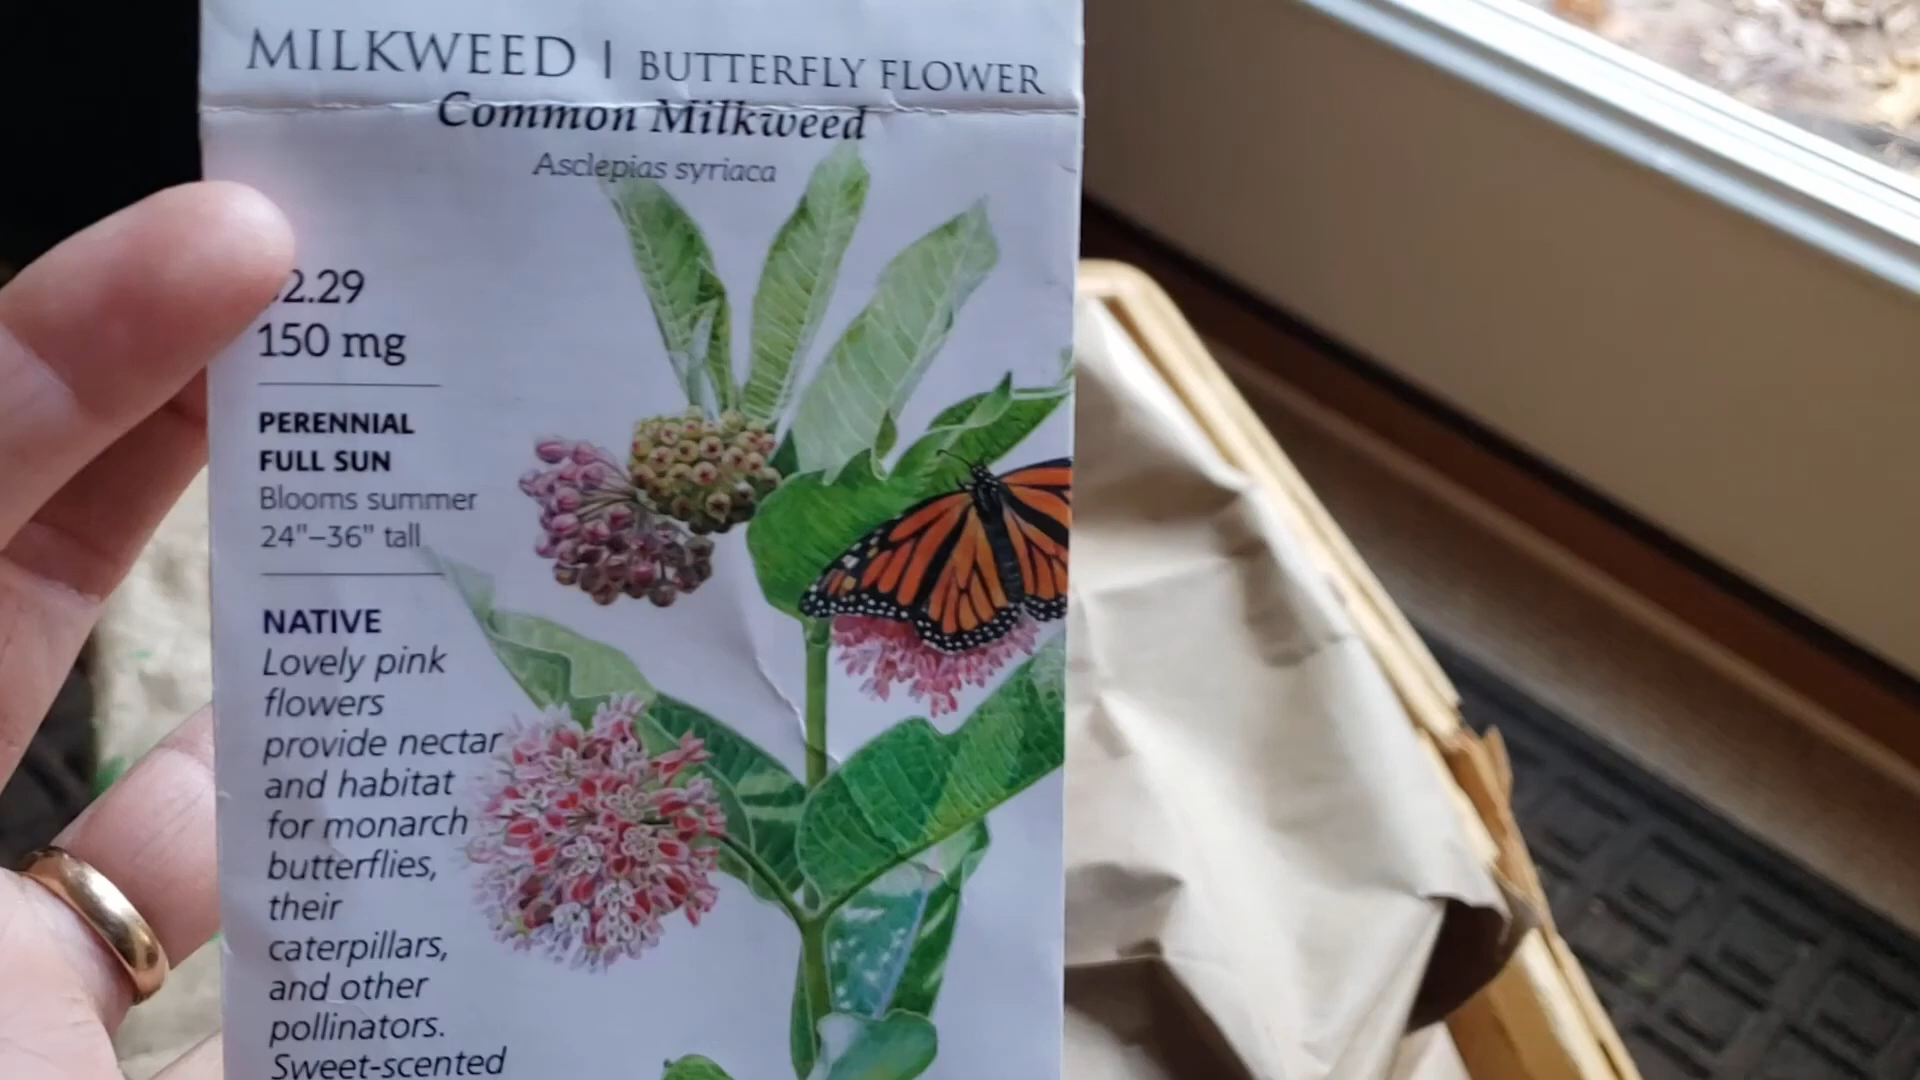 MILKWEED | BUTTERFLY FLOWER
Common Milkweed
Asclepias syriaca
2.29
150 mg
PERENNIAL
FULL SUN
Blooms summer
24"–36" tall
NATIVE
Lovely pink
flowers
provide nectar
and habitat
for monarch
butterflies,
their
caterpillars,
and other
pollinators.
Sweet-scented